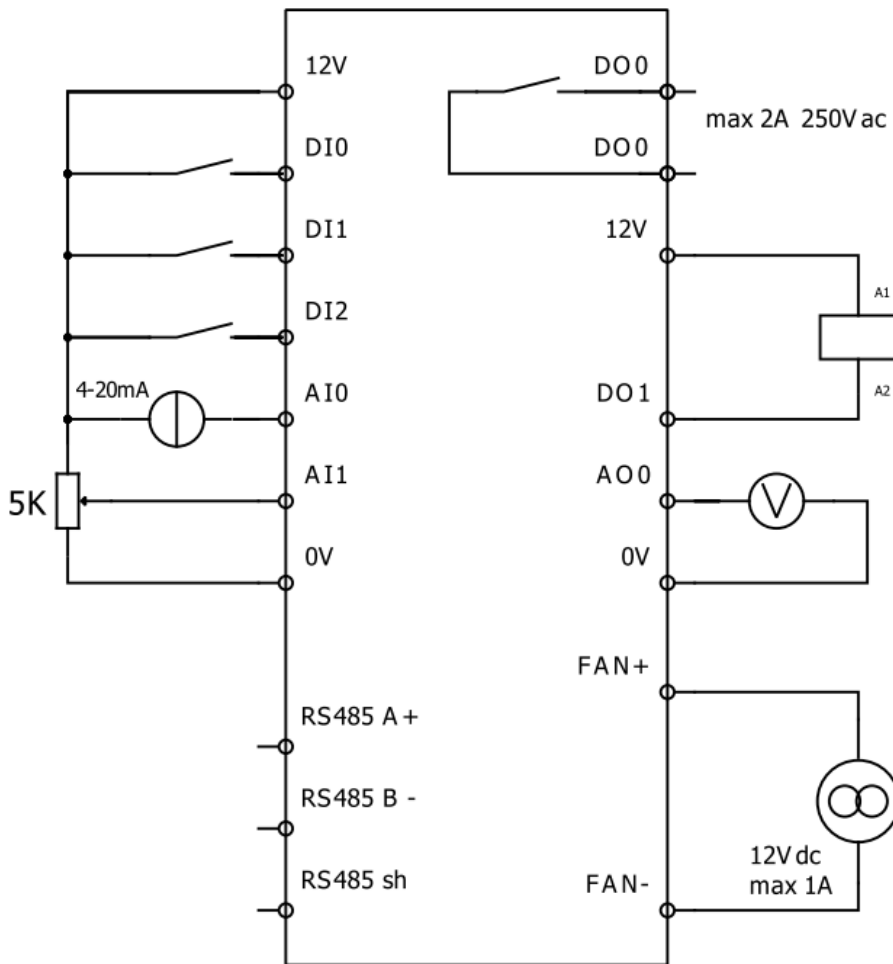 12V
DI0
DI1
DI2
4-20mA
AI0
AI1
5K
0V
RS485 A+
RS485 B -
RS485 sh
DO0
max 2A 250V ac
DO0
12V
A1
A2
DO1
AO0
V
0V
FAN+
12V dc
max 1A
FAN-